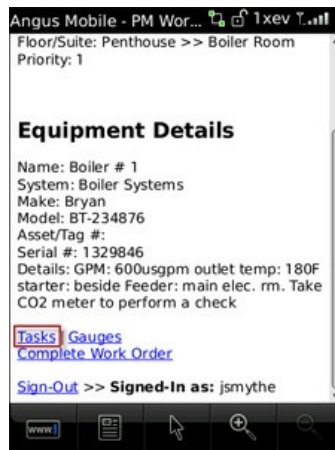 Angus Mobile - PM Wor... 1xev
Floor/Suite: Penthouse >> Boiler Room
Priority: 1
Equipment Details
Name: Boiler # 1
System: Boiler Systems
Make: Bryan
Model: BT-234876
Asset/Tag #:
Serial #: 1329846
Details: GPM: 600usgpm outlet temp: 180F
starter: beside Feeder: main elec. rm. Take
CO2 meter to perform a check
Tasks | Gauges
Complete Work Order
Sign-Out >> Signed-In as: jsmythe
www